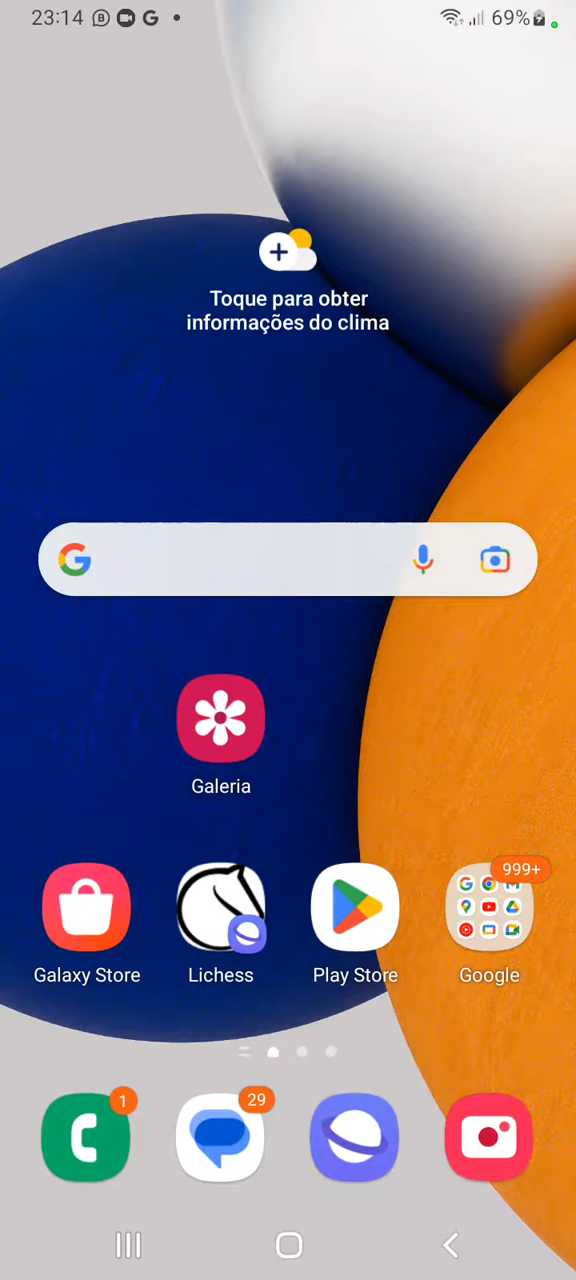 23:14 69%
Toque para obter
informações do clima
Galeria
999+
Galaxy Store Lichess Play Store Google
1 29